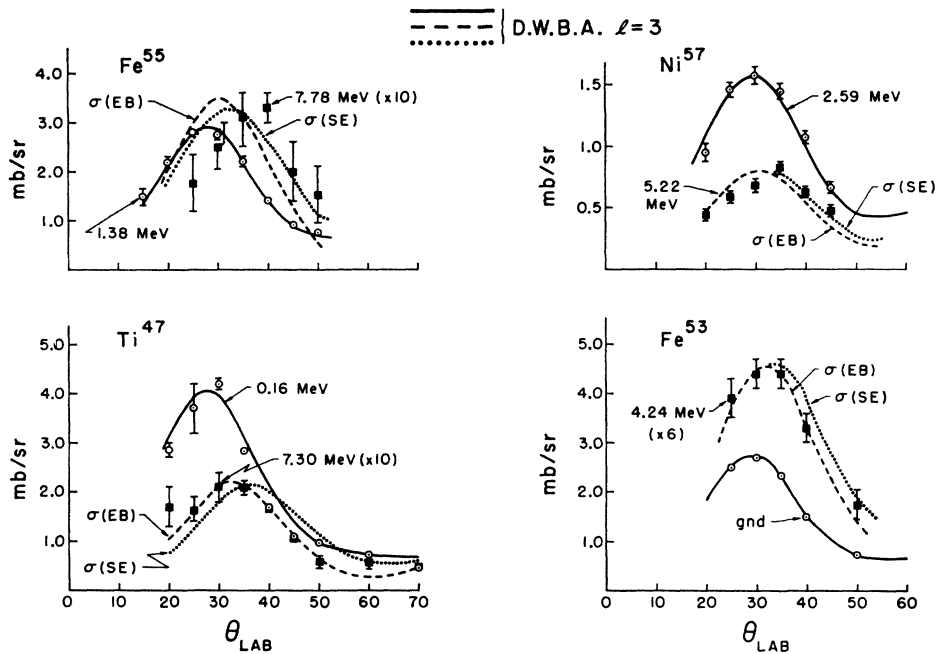 D.W.B.A. ℓ=3
Fe⁵⁵
4.0
3.0
2.0
1.0
mb/sr
σ(EB)
7.78 MeV (x10)
σ(SE)
1.38 MeV
Ni⁵⁷
1.5
1.0
0.5
mb/sr
2.59 MeV
5.22
MeV
σ(SE)
σ(EB)
Ti⁴⁷
5.0
4.0
3.0
2.0
1.0
mb/sr
0.16 MeV
7.30 MeV (x10)
σ(EB)
σ(SE)
0 10 20 30 40 50 60 70
θLAB
Fe⁵³
5.0
4.0
3.0
2.0
1.0
mb/sr
σ(EB)
σ(SE)
4.24 MeV
(x6)
gnd
0 10 20 30 40 50 60
θLAB